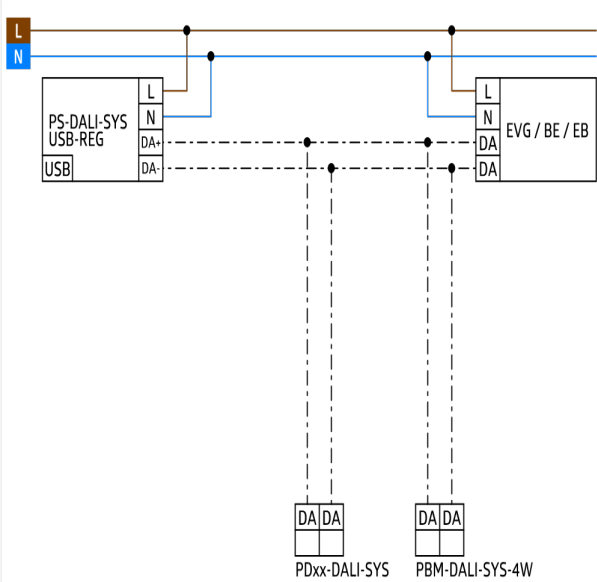 L
N
PS-DALI-SYS
USB-REG
USB
L
N
DA+
DA-
L
N
DA
DA
EVG / BE / EB
DA DA
PDxx-DALI-SYS
DA DA
PBM-DALI-SYS-4W